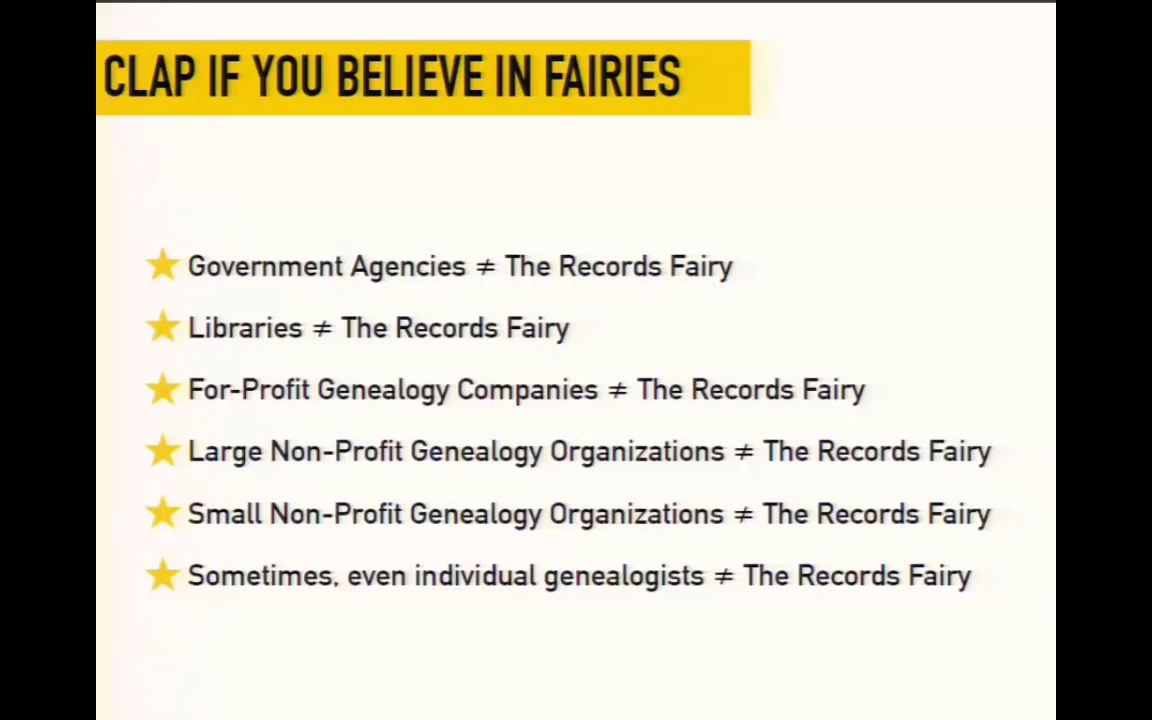 CLAP IF YOU BELIEVE IN FAIRIES
Government Agencies ≠ The Records Fairy
Libraries ≠ The Records Fairy
For-Profit Genealogy Companies ≠ The Records Fairy
Large Non-Profit Genealogy Organizations ≠ The Records Fairy
Small Non-Profit Genealogy Organizations ≠ The Records Fairy
Sometimes, even individual genealogists ≠ The Records Fairy